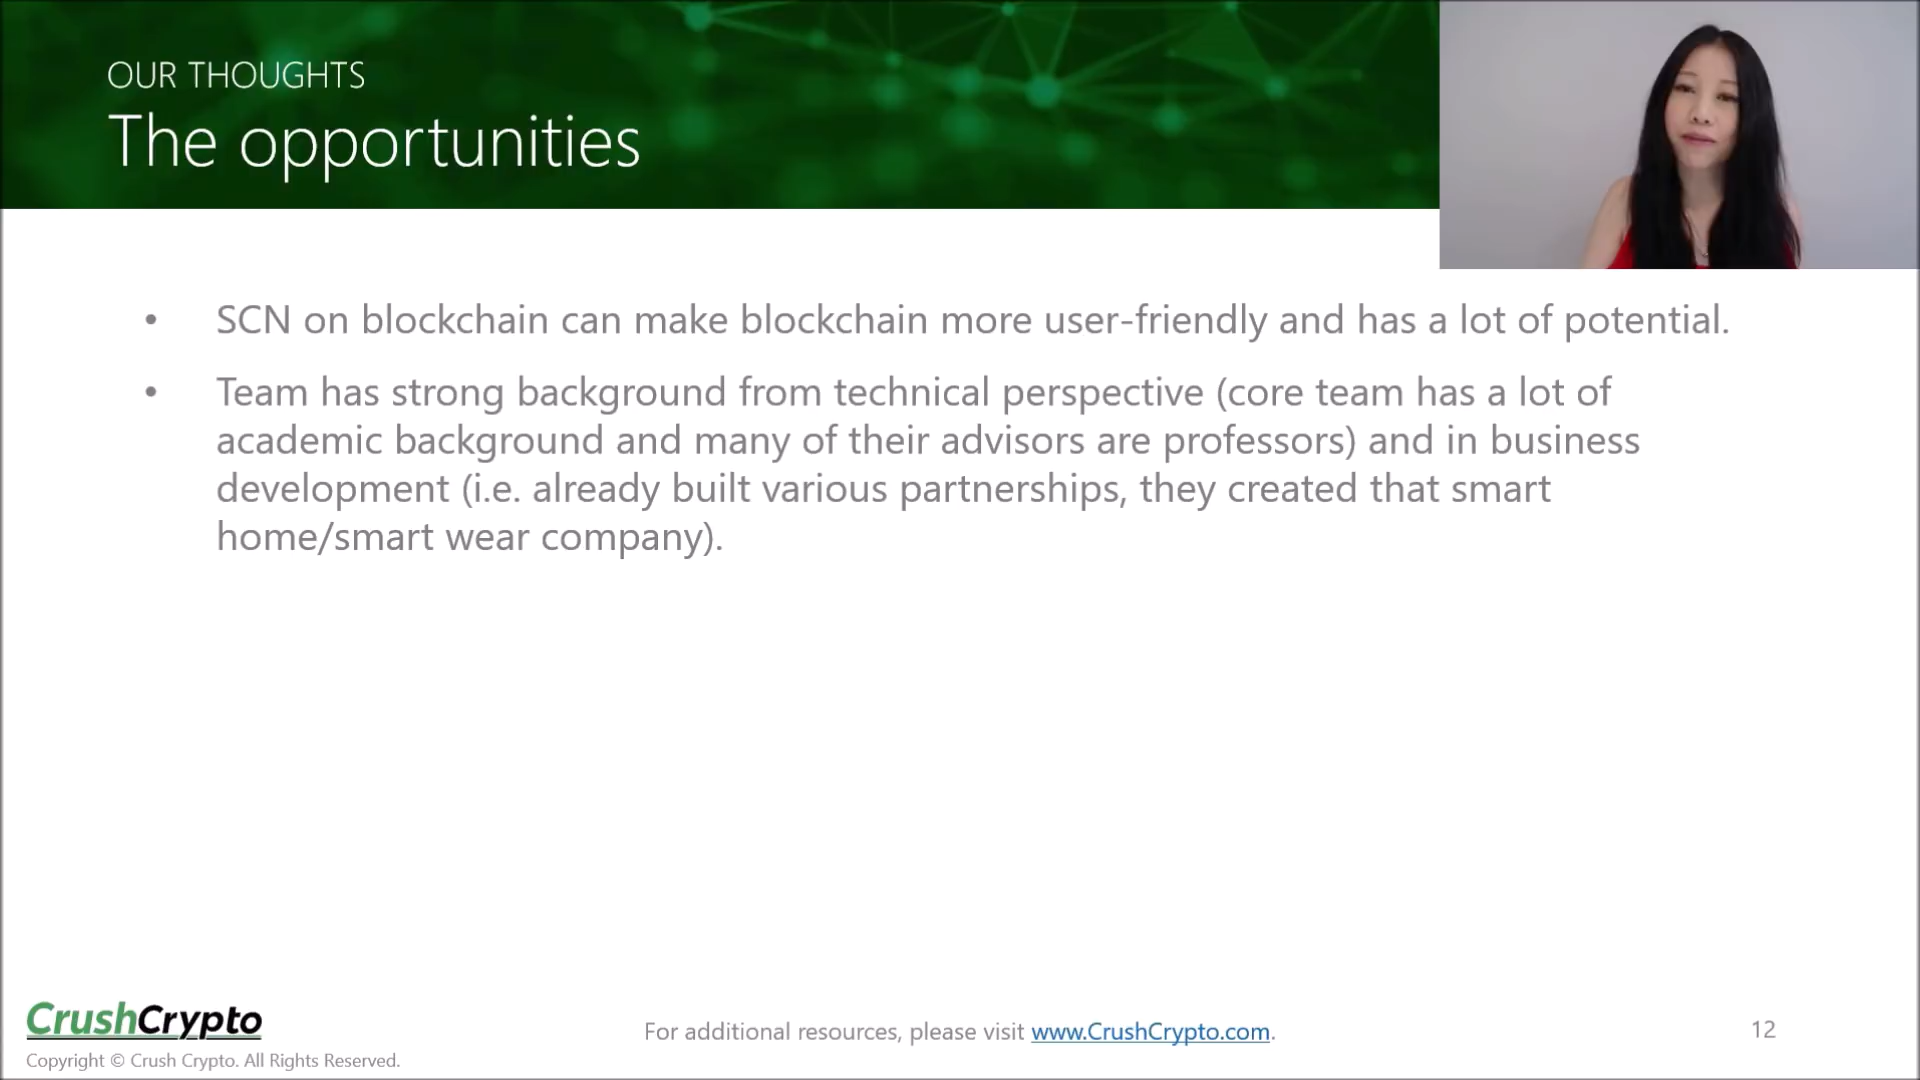 OUR THOUGHTS
The opportunities
• SCN on blockchain can make blockchain more user-friendly and has a lot of potential.
• Team has strong background from technical perspective (core team has a lot of
academic background and many of their advisors are professors) and in business
development (i.e. already built various partnerships, they created that smart
home/smart wear company).
CrushCrypto
Copyright © Crush Crypto. All Rights Reserved.
For additional resources, please visit www.CrushCrypto.com.
12